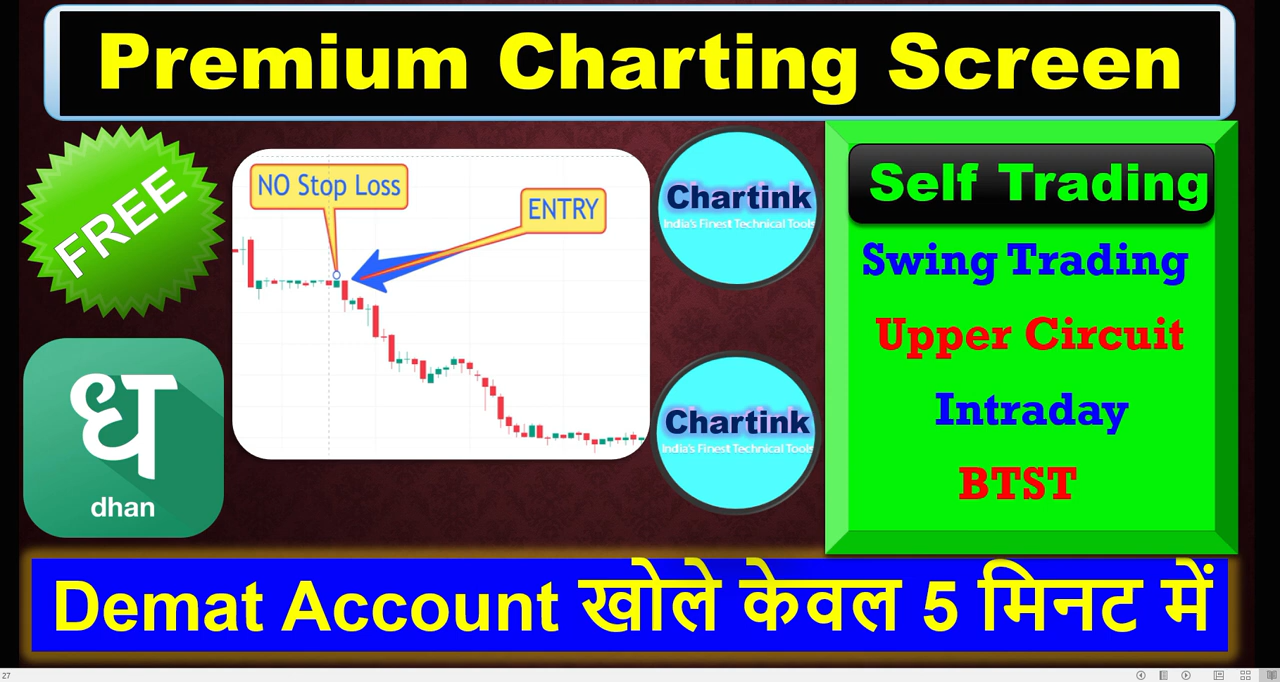 Premium Charting Screen
FREE
NO Stop Loss
ENTRY
Chartink
India's Finest Technical Tools
Self Trading
Swing Trading
Upper Circuit
Intraday
BTST
ध
dhan
Chartink
India's Finest Technical Tools
Demat Account खोले केवल 5 मिनट में
27